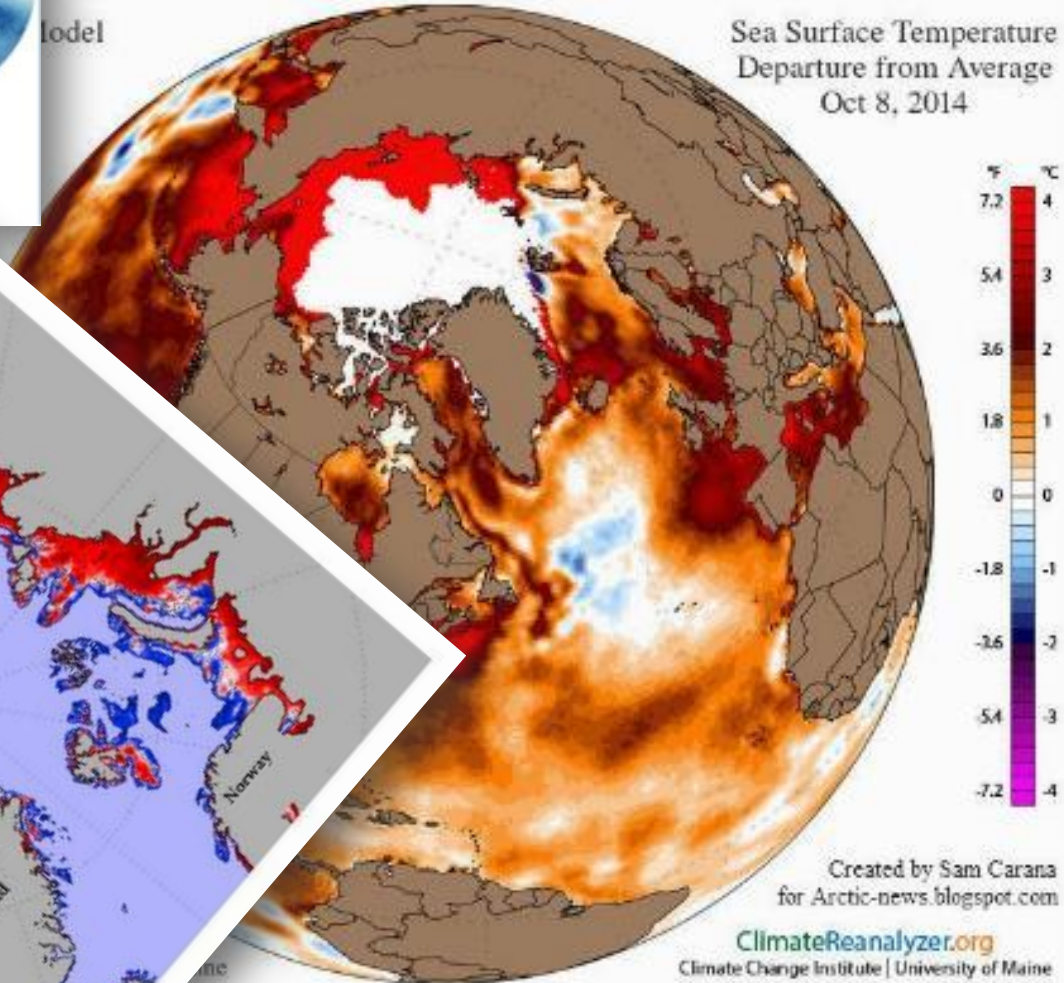 Sea Surface Temperature
Departure from Average
Oct 8, 2014
°F °C
7.2 4
5.4 3
3.6 2
1.8 1
0 0
-1.8 -1
-3.6 -2
-5.4 -3
-7.2 -4
Norway
Created by Sam Carana
for Arctic-news.blogspot.com
ClimateReanalyzer.org
Climate Change Institute | University of Maine